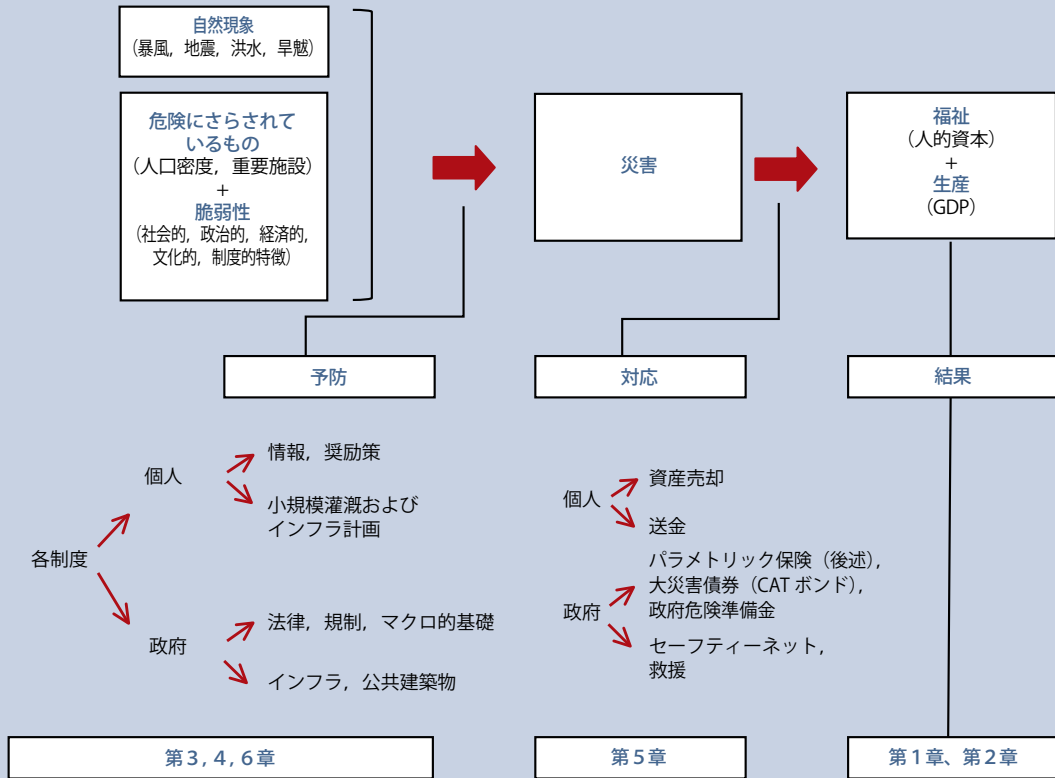 自然現象
（暴風，地震，洪水，旱魃）
危険にさらされて
いるもの
（人口密度，重要施設）
+
脆弱性
（社会的，政治的，経済的，
文化的，制度的特徴）
災害
福祉
（人的資本）
+
生産
（GDP）
予防
対応
結果
各制度
個人
情報，奨励策
小規模灌漑および
インフラ計画
政府
法律，規制，マクロ的基礎
インフラ，公共建築物
個人
資産売却
送金
政府
パラメトリック保険（後述），
大災害債券（CAT ボンド），
政府危険準備金
セーフティーネット，
救援
第3，4，6章
第5章
第1章、第2章